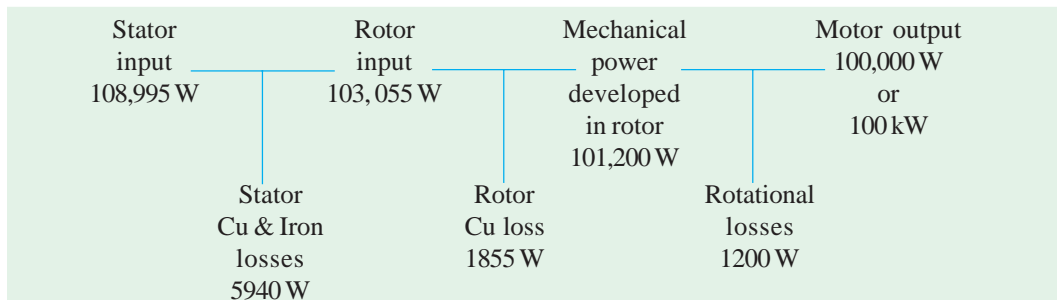 Stator
input
108,995 W
Rotor
input
103, 055 W
Mechanical
power
developed
in rotor
101,200 W
Motor output
100,000 W
or
100 kW
Stator
Cu & Iron
losses
5940 W
Rotor
Cu loss
1855 W
Rotational
losses
1200 W